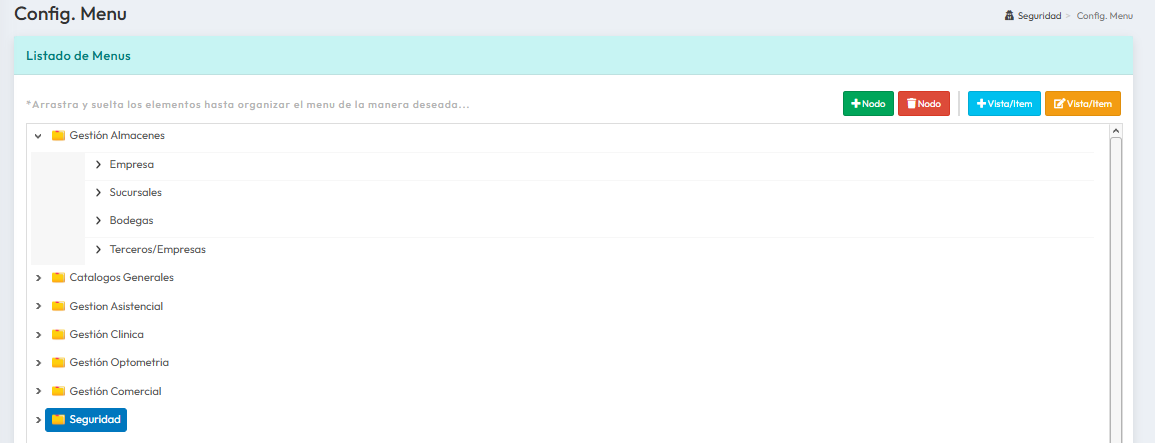 Config. Menu
Seguridad > Config. Menu
Listado de Menus
*Arrastra y suelta los elementos hasta organizar el menu de la manera deseada...
Nodo Nodo Vista/Item Vista/Item
Gestión Almacenes
Empresa
Sucursales
Bodegas
Terceros/Empresas
Catalogos Generales
Gestion Asistencial
Gestión Clinica
Gestión Optometria
Gestión Comercial
Seguridad